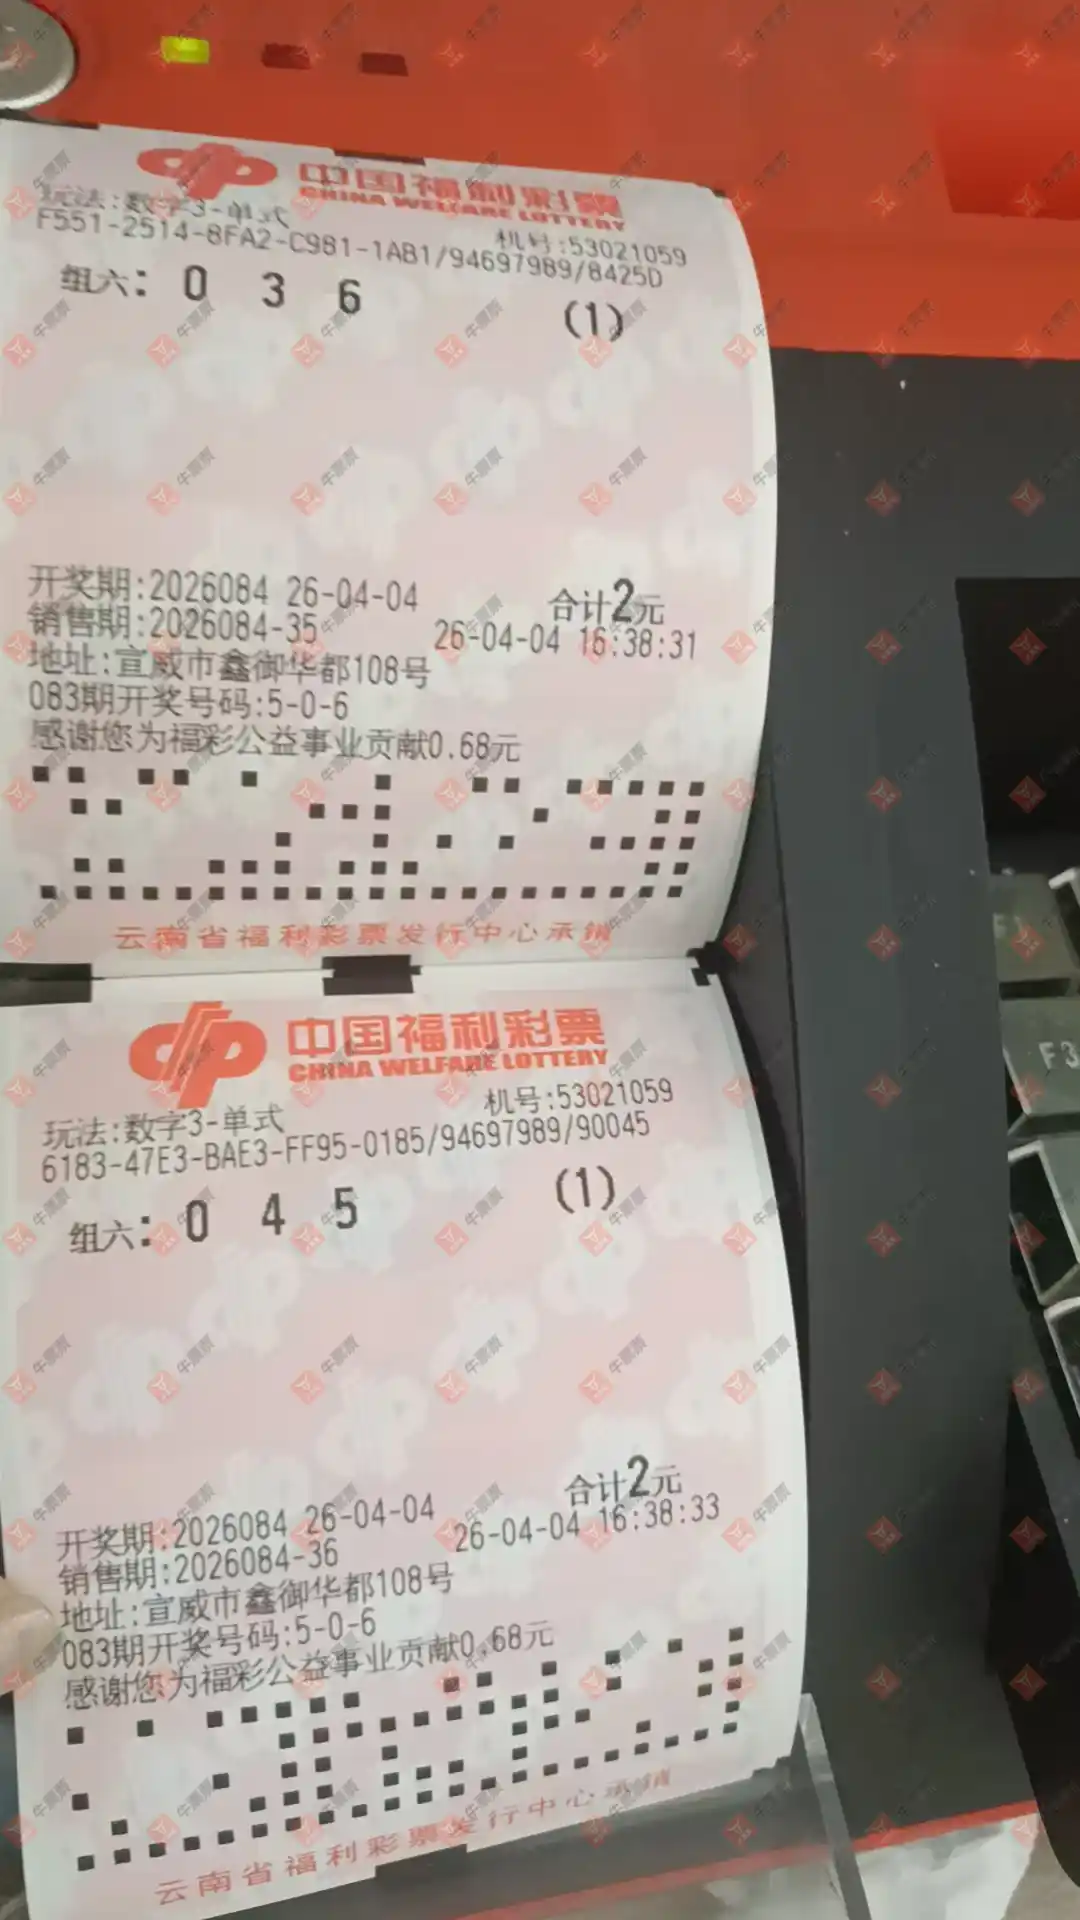 中国福利彩票
CHINA WELFARE LOTTERY
玩法:数字3-单式
机号:53021059
F551-2514-8FA2-C981-1AB1/94697989/8425D
组六: 0 3 6 (1)
开奖期:2026084 26-04-04 合计2元
销售期:2026084-35 26-04-04 16:38:31
地址:宣威市鑫御华都108号
083期开奖号码:5-0-6
感谢您为福彩公益事业贡献0.68元
云南省福利彩票发行中心承销
中国福利彩票
CHINA WELFARE LOTTERY
玩法:数字3-单式 机号:53021059
6183-47E3-BAE3-FF95-0185/94697989/90045
组六: 0 4 5 (1)
开奖期:2026084 26-04-04 合计2元
销售期:2026084-36 26-04-04 16:38:33
地址:宣威市鑫御华都108号
083期开奖号码:5-0-6
感谢您为福彩公益事业贡献0.68元
云南省福利彩票发行中心承销
F1
F3
牛票票